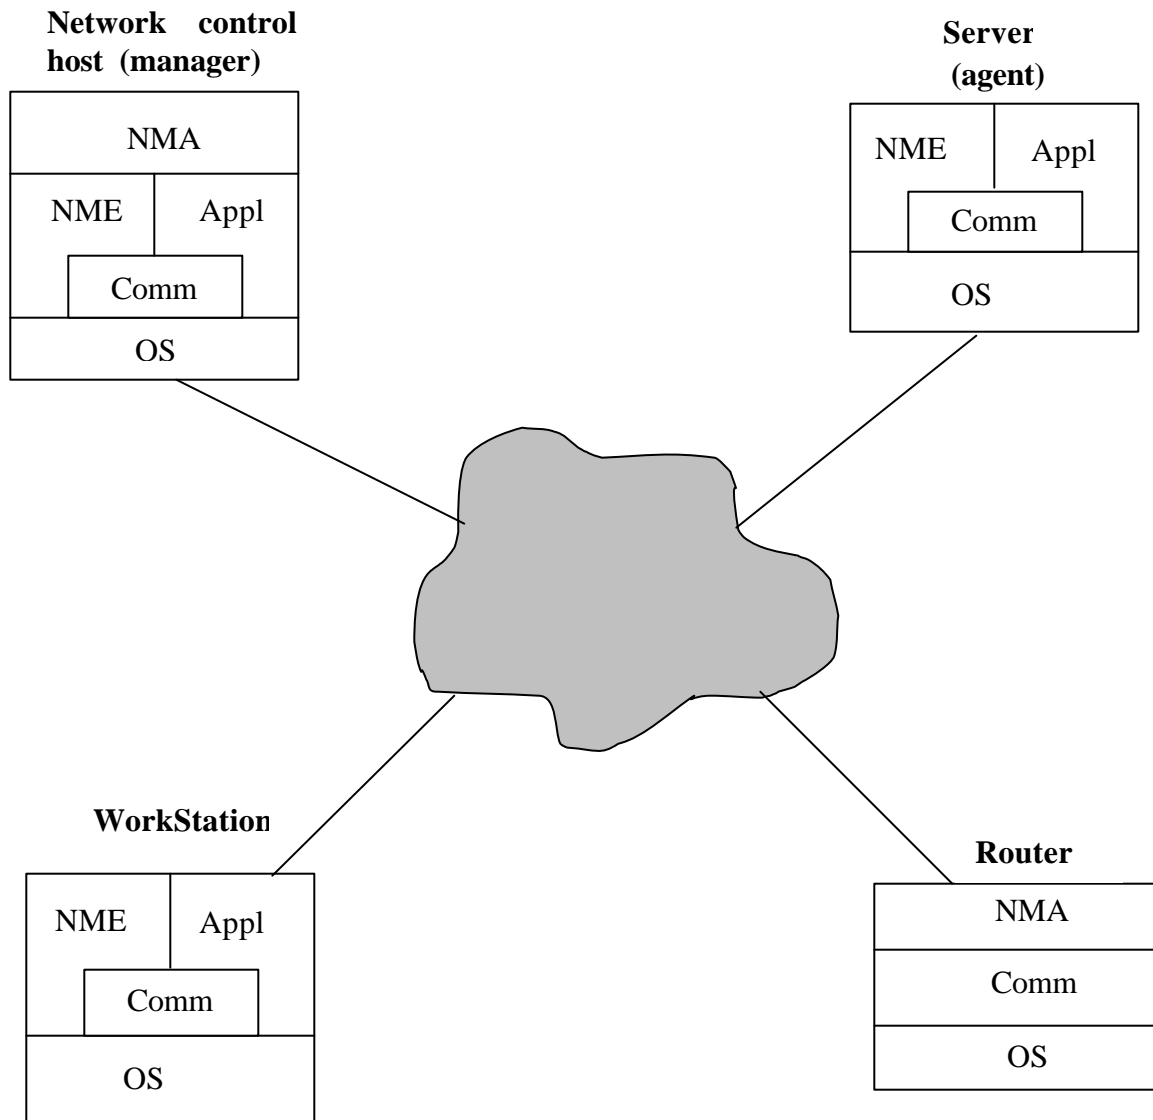 Network control
host (manager)
NMA
NME Appl
Comm
OS
Server
(agent)
NME Appl
Comm
OS
WorkStation
NME Appl
Comm
OS
Router
NMA
Comm
OS